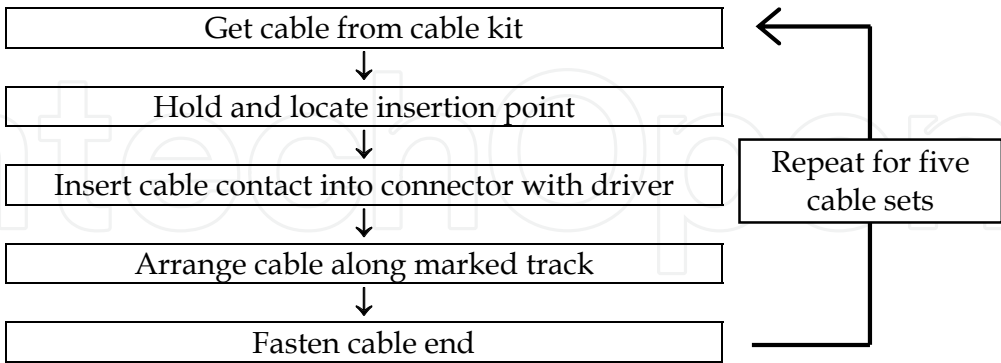 Get cable from cable kit
Hold and locate insertion point
Insert cable contact into connector with driver
Arrange cable along marked track
Fasten cable end
Repeat for five
cable sets